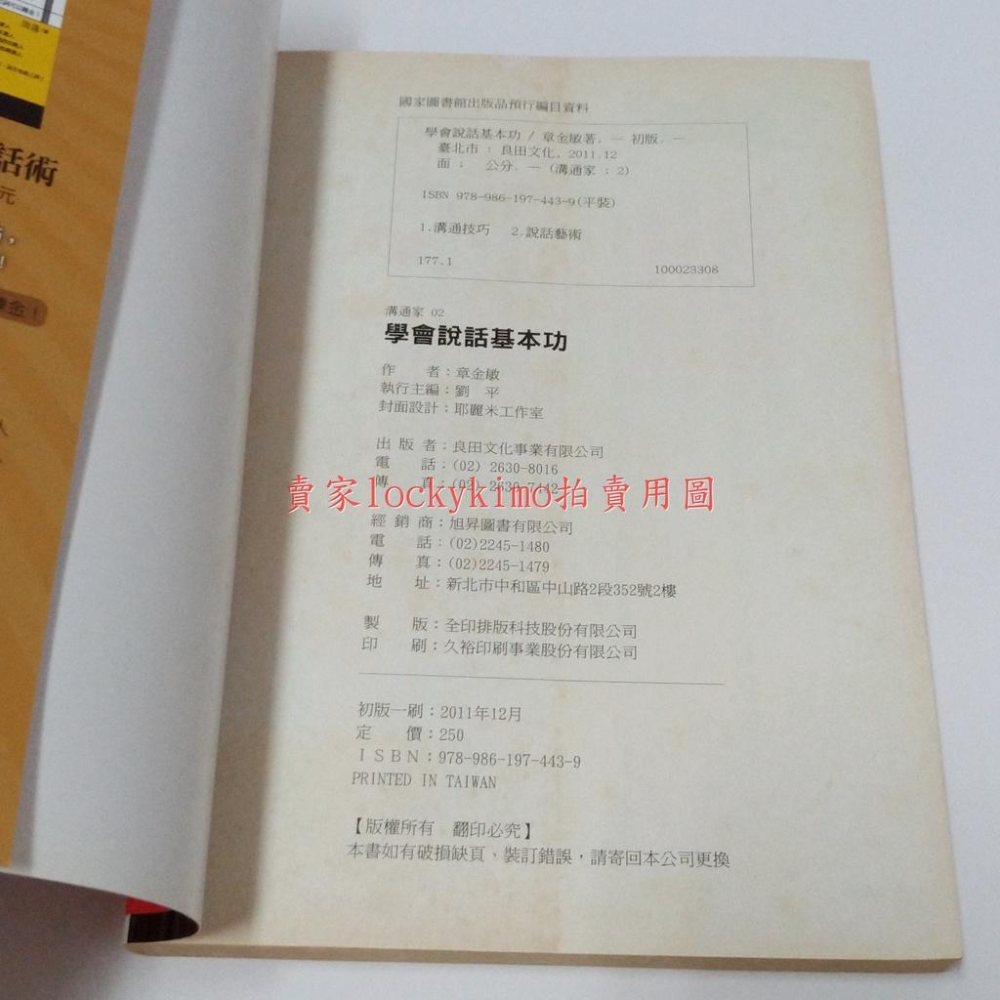 話術
元
國家圖書館出版品預行編目資料
學會說話基本功 / 章金敏著. — 初版. —
臺北市 : 良田文化, 2011.12
面 ; 公分. — (溝通家 : 2)
ISBN 978-986-197-443-9(平裝)
1.溝通技巧 2.說話藝術
177.1 100023308
溝通家 02
學會說話基本功
作 者：章金敏
執行主編：劉 平
封面設計：耶麗米工作室
出 版 者：良田文化事業有限公司
電 話：(02) 2630-8016
傳 真：(02) 2630-7442
賣家lockykimo拍賣用圖
經 銷 商：旭昇圖書有限公司
電 話：(02)2245-1480
傳 真：(02)2245-1479
地 址：新北市中和區中山路2段352號2樓
製 版：全印排版科技股份有限公司
印 刷：久裕印刷事業股份有限公司
初版一刷：2011年12月
定 價：250
ＩＳＢＮ：978-986-197-443-9
PRINTED IN TAIWAN
【版權所有 翻印必究】
本書如有破損缺頁，裝訂錯誤，請寄回本公司更換